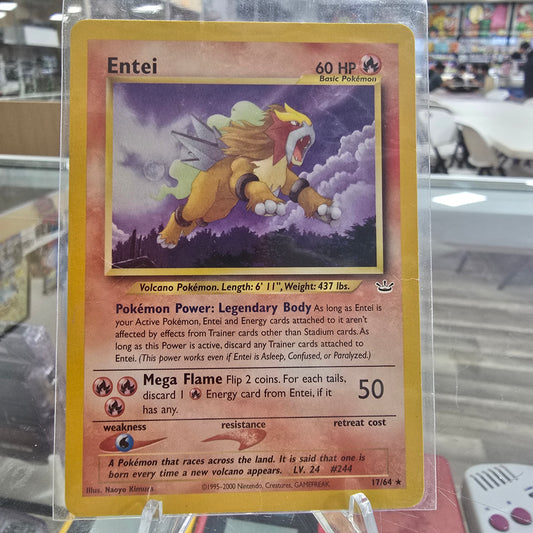 Entei
60 HP
Basic Pokémon
Volcano Pokémon. Length: 6' 11", Weight: 437 lbs.
Pokémon Power: Legendary Body As long as Entei is
your Active Pokémon, Entei and Energy cards attached to it aren't
affected by effects from Trainer cards other than Stadium cards. As
long as this Power is active, discard any Trainer cards attached to
Entei. (This power works even if Entei is Asleep, Confused, or Paralyzed.)
Mega Flame Flip 2 coins. For each tails,
discard 1 Energy card from Entei, if it
has any.
50
weakness resistance retreat cost
A Pokémon that races across the land. It is said that one is
born every time a new volcano appears. LV. 24 #244
Illus. Naoyo Kimura ©1995-2000 Nintendo, Creatures, GAMEFREAK. 17/64 ★